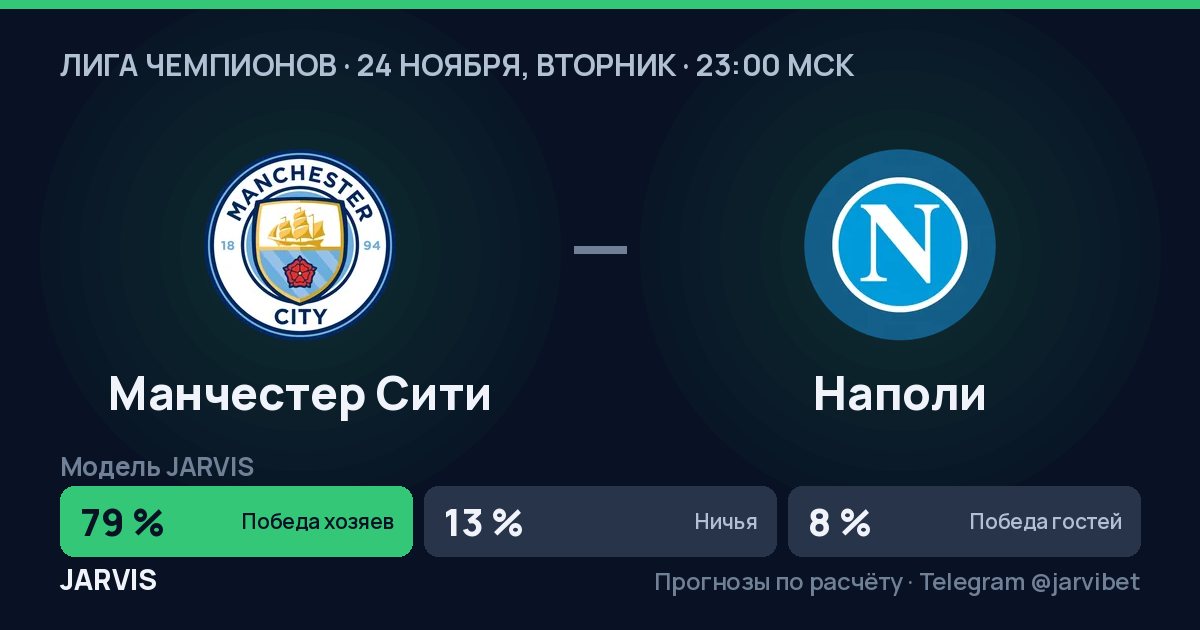 ЛИГА ЧЕМПИОНОВ · 24 НОЯБРЯ, ВТОРНИК · 23:00 МСК
MANCHESTER
18 94
CITY
N
Манчестер Сити
Наполи
Модель JARVIS
79 % Победа хозяев
13 % Ничья
8 % Победа гостей
JARVIS
Прогнозы по расчёту · Telegram @jarvibet